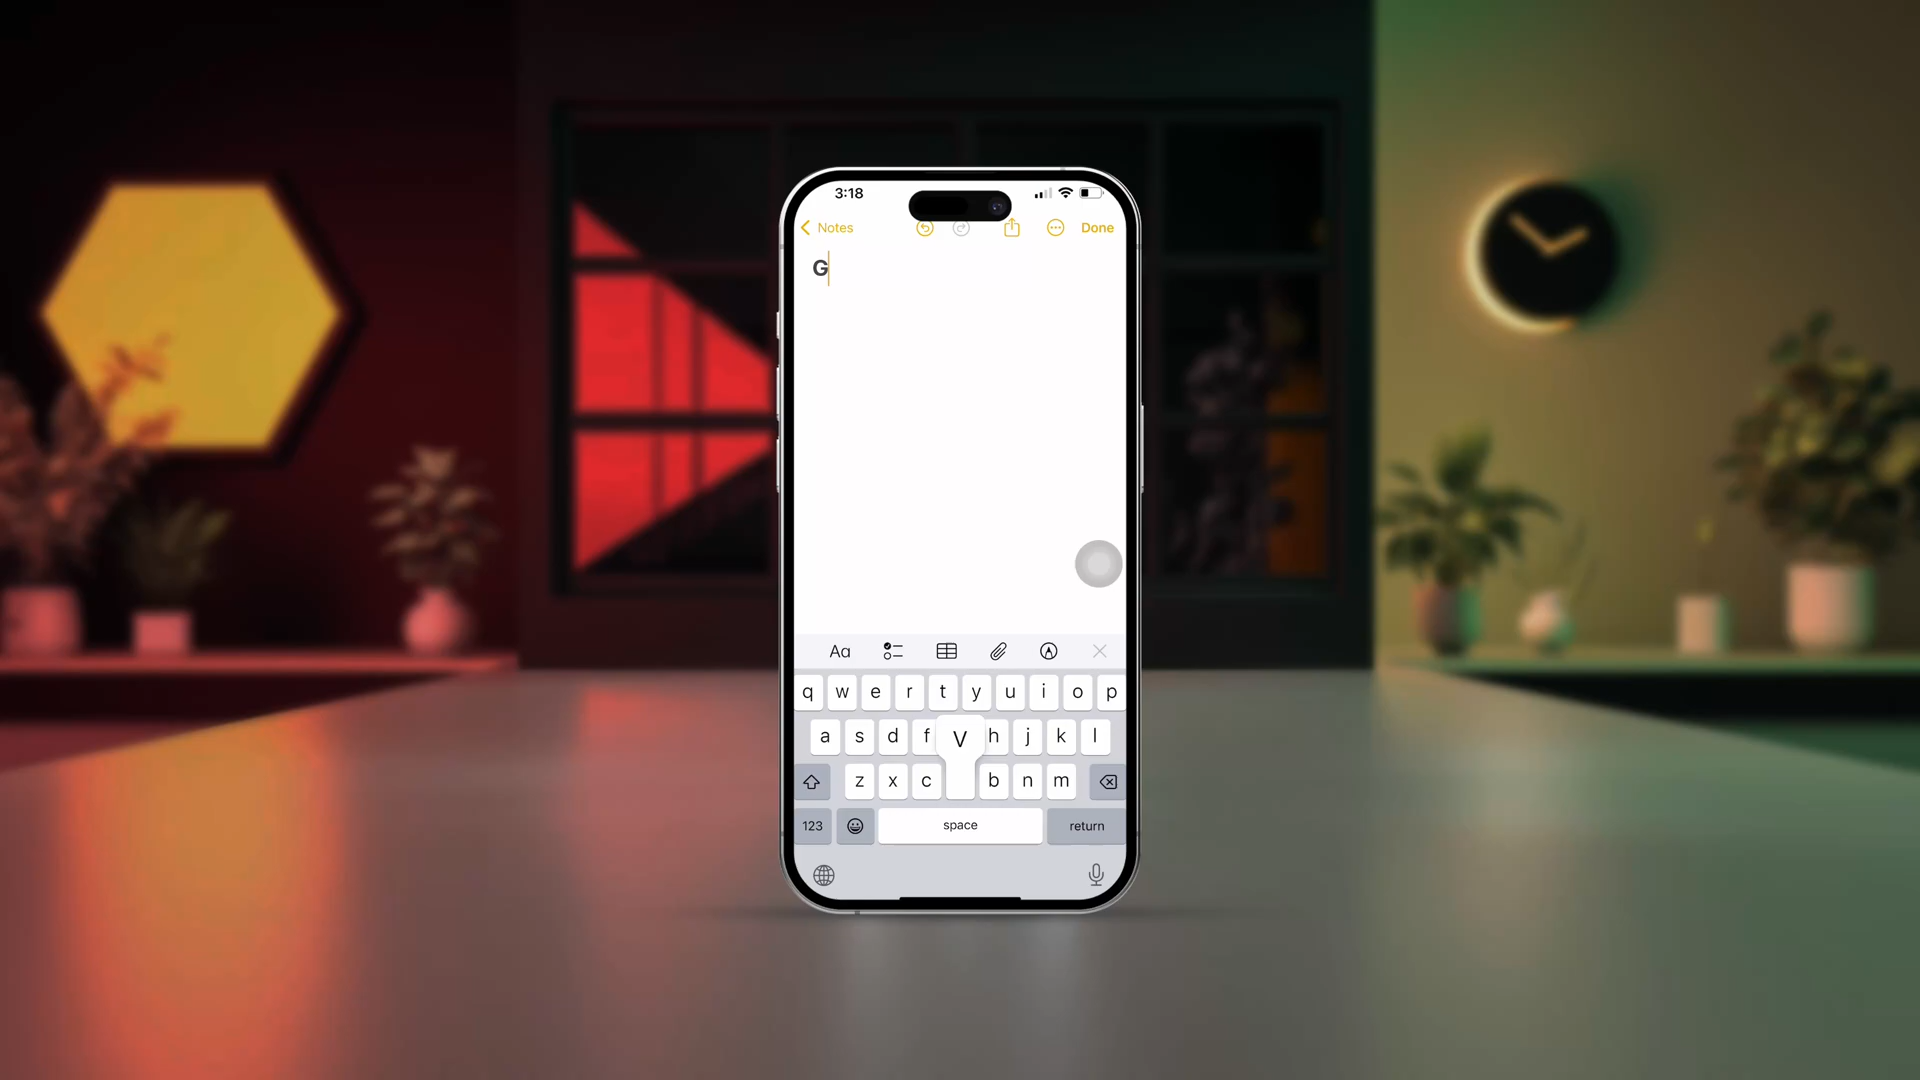 3:18
Notes
Done
G
Aa
q w e r t y u i o p
a s d f V h j k l
z x c b n m
123 space return